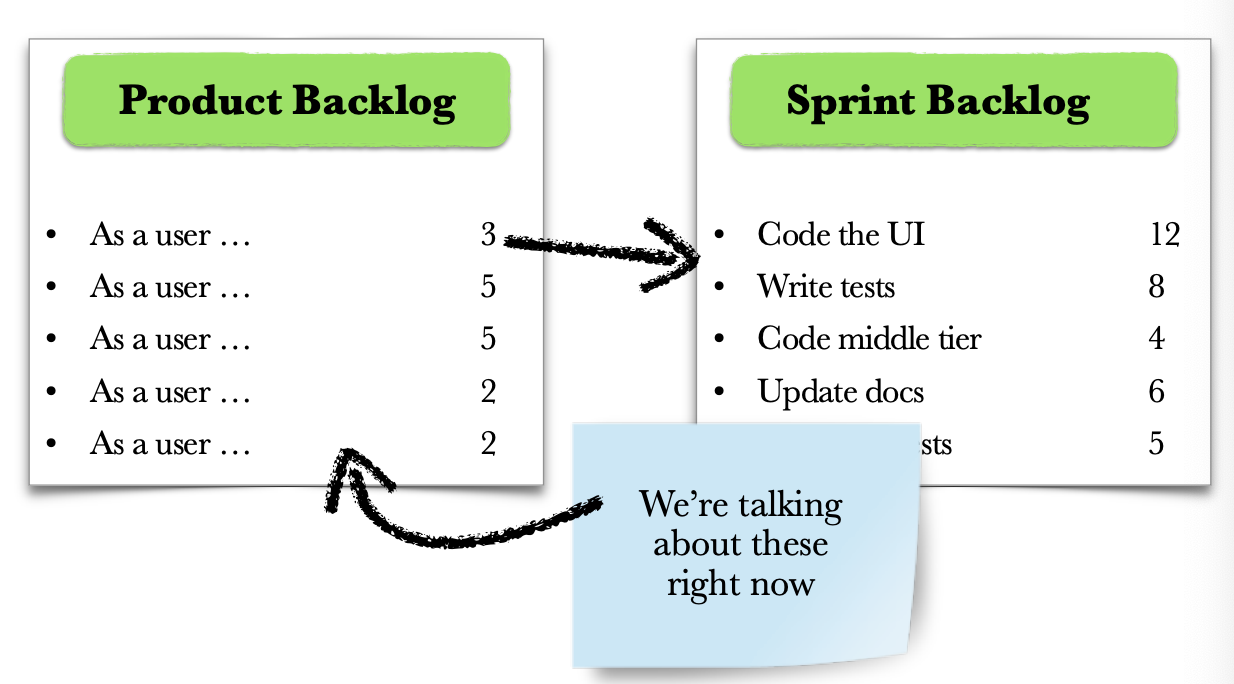 Product Backlog
• As a user … 3
• As a user … 5
• As a user … 5
• As a user … 2
• As a user … 2
Sprint Backlog
• Code the UI 12
• Write tests 8
• Code middle tier 4
• Update docs 6
5
We’re talking
about these
right now